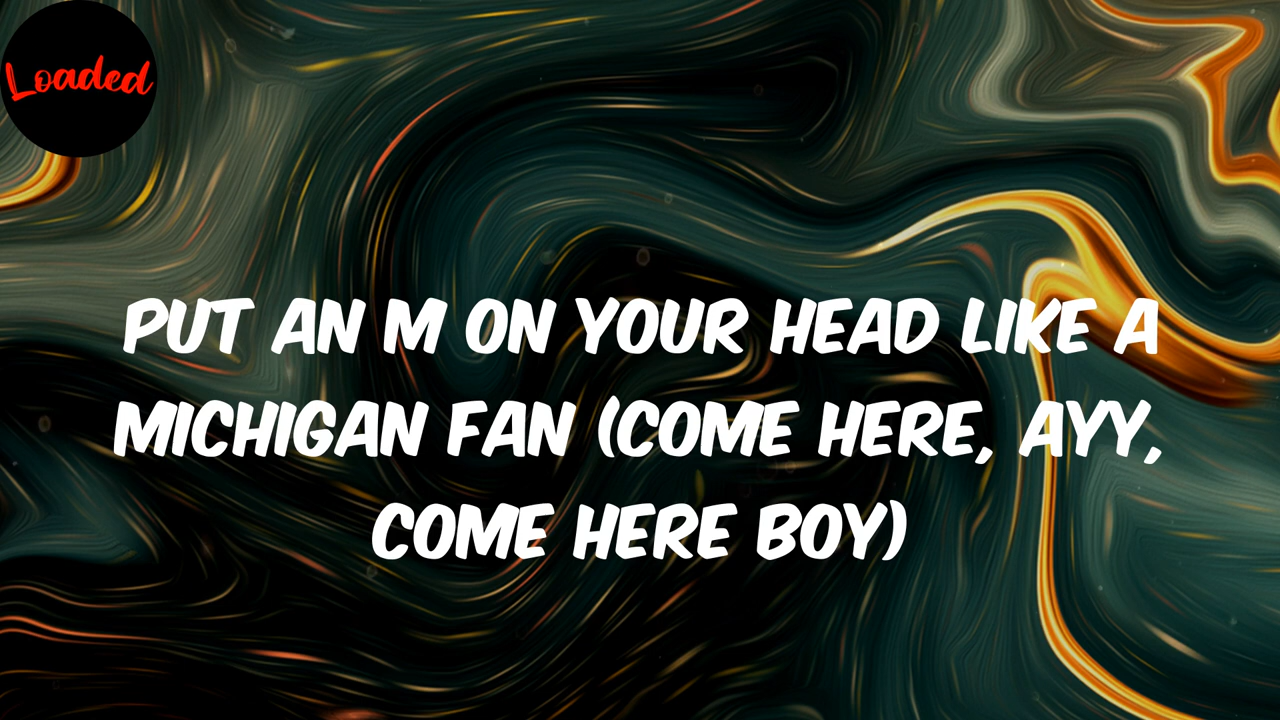 Loaded
PUT AN M ON YOUR HEAD LIKE A
MICHIGAN FAN (COME HERE, AYY,
COME HERE BOY)